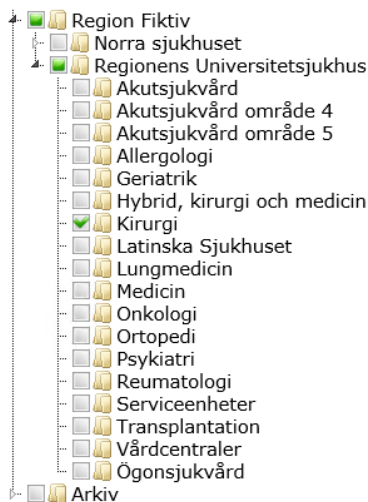 Region Fiktiv
Norra sjukhuset
Regionens Universitetsjukhus
Akutsjukvård
Akutsjukvård område 4
Akutsjukvård område 5
Allergologi
Geriatrik
Hybrid, kirurgi och medicin
Kirurgi
Latinska Sjukhuset
Lungmedicin
Medicin
Onkologi
Ortopedi
Psykiatri
Reumatologi
Serviceenheter
Transplantation
Vårdcentraler
Ögonsjukvård
Arkiv